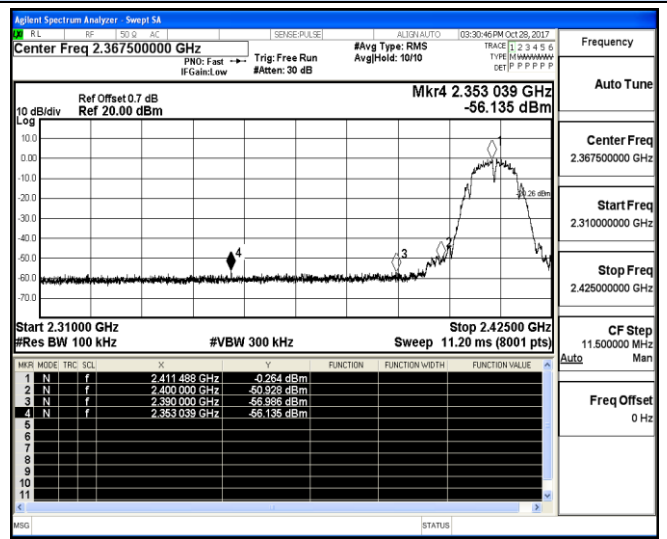 Agilent Spectrum Analyzer - Swept SA
LXI RL RF 50 Ω AC SENSE:PULSE ALIGN AUTO 03:30:46 PM Oct 28, 2017
Center Freq 2.367500000 GHz
PNO: Fast
IFGain:Low
Trig: Free Run
#Atten: 30 dB
#Avg Type: RMS
Avg|Hold: 10/10
TRACE 1 2 3 4 5 6
TYPE M WWWWW
DET P P P P P P
Ref Offset 0.7 dB
10 dB/div Ref 20.00 dBm
Log
Mkr4 2.353 039 GHz
-56.135 dBm
10.0
0.00
-10.0
-20.0
-30.0
-40.0
-50.0
-60.0
-70.0
1
2
3
4
-20.26 dBm
Start 2.31000 GHz Stop 2.42500 GHz
#Res BW 100 kHz #VBW 300 kHz Sweep 11.20 ms (8001 pts)
MKR MODE TRC SCL X Y FUNCTION FUNCTION WIDTH FUNCTION VALUE
1 N f 2.411 488 GHz -0.264 dBm
2 N f 2.400 000 GHz -50.928 dBm
3 N f 2.390 000 GHz -56.986 dBm
4 N f 2.353 039 GHz -56.135 dBm
5
6
7
8
9
10
11
MSG STATUS
Frequency
Auto Tune
Center Freq
2.367500000 GHz
Start Freq
2.310000000 GHz
Stop Freq
2.425000000 GHz
CF Step
11.500000 MHz
Auto Man
Freq Offset
0 Hz